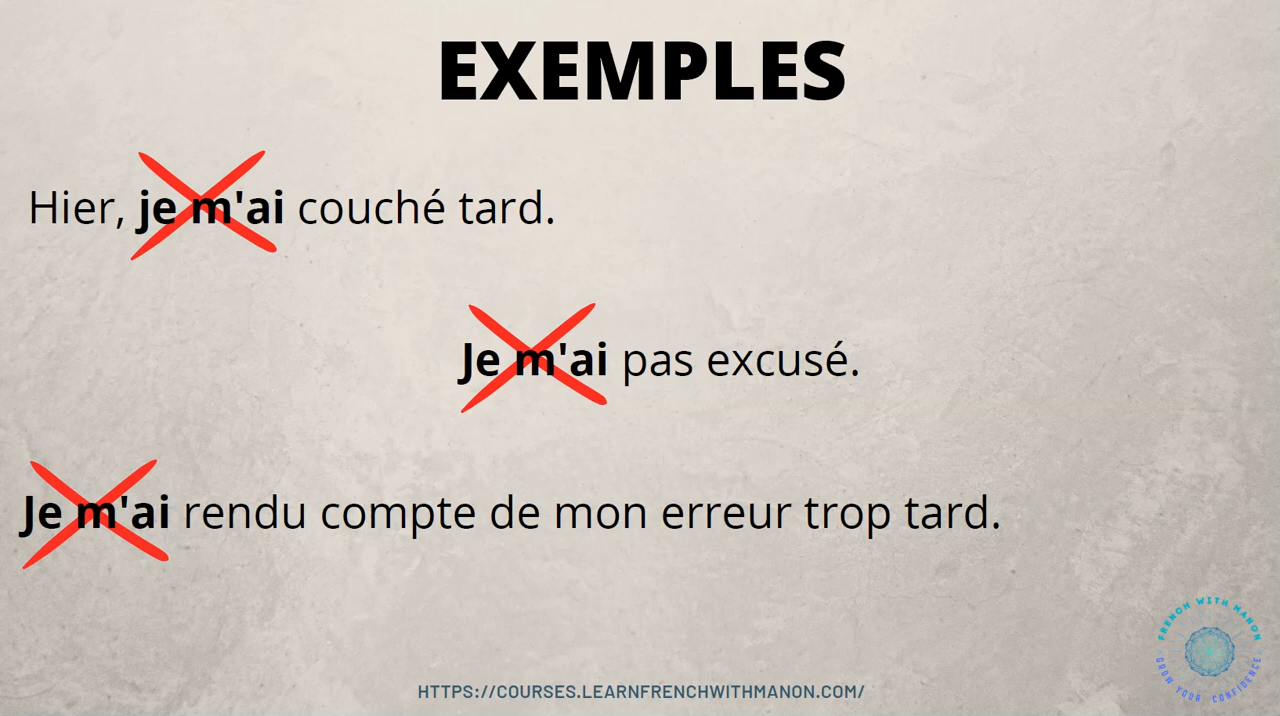 EXEMPLES
Hier, je m'ai couché tard.
Je m'ai pas excusé.
Je m'ai rendu compte de mon erreur trop tard.
FRENCH WITH MANON
GROW YOUR CONFIDENCE
HTTPS://COURSES.LEARNFRENCHWITHMANON.COM/